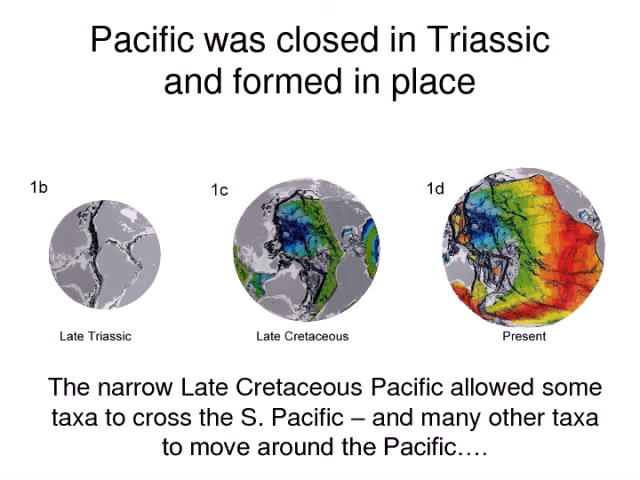 Pacific was closed in Triassic
and formed in place
1b
1c
1d
Late Triassic
Late Cretaceous
Present
The narrow Late Cretaceous Pacific allowed some
taxa to cross the S. Pacific – and many other taxa
to move around the Pacific….